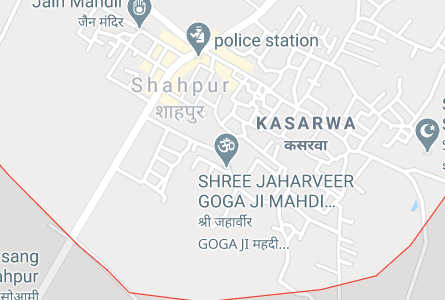 Jain Mandir
जैन मंदिर
police station
Shahpur
शाहपुर
KASARWA
कसरवा
SHREE JAHARVEER
GOGA JI MAHDI...
श्री जहार्वीर
GOGA JI महदी...
sang
ahpur